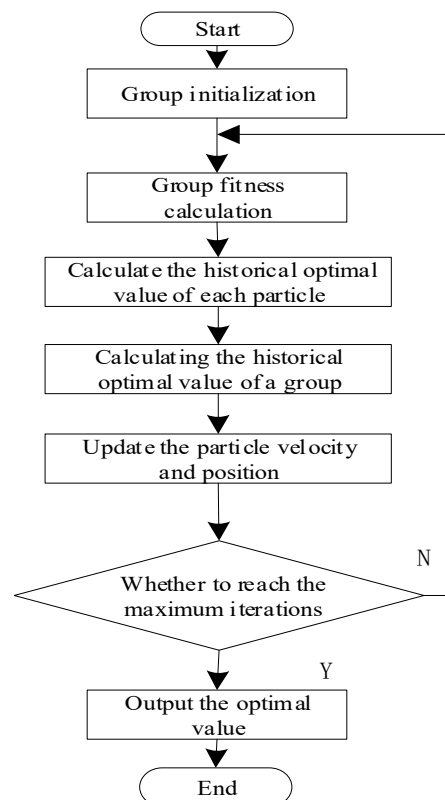 Start
Group initialization
Group fitness
calculation
Calculate the historical optimal
value of each particle
Calculating the historical
optimal value of a group
Update the particle velocity
and position
N
Whether to reach the
maximum iterations
Y
Output the optimal
value
End